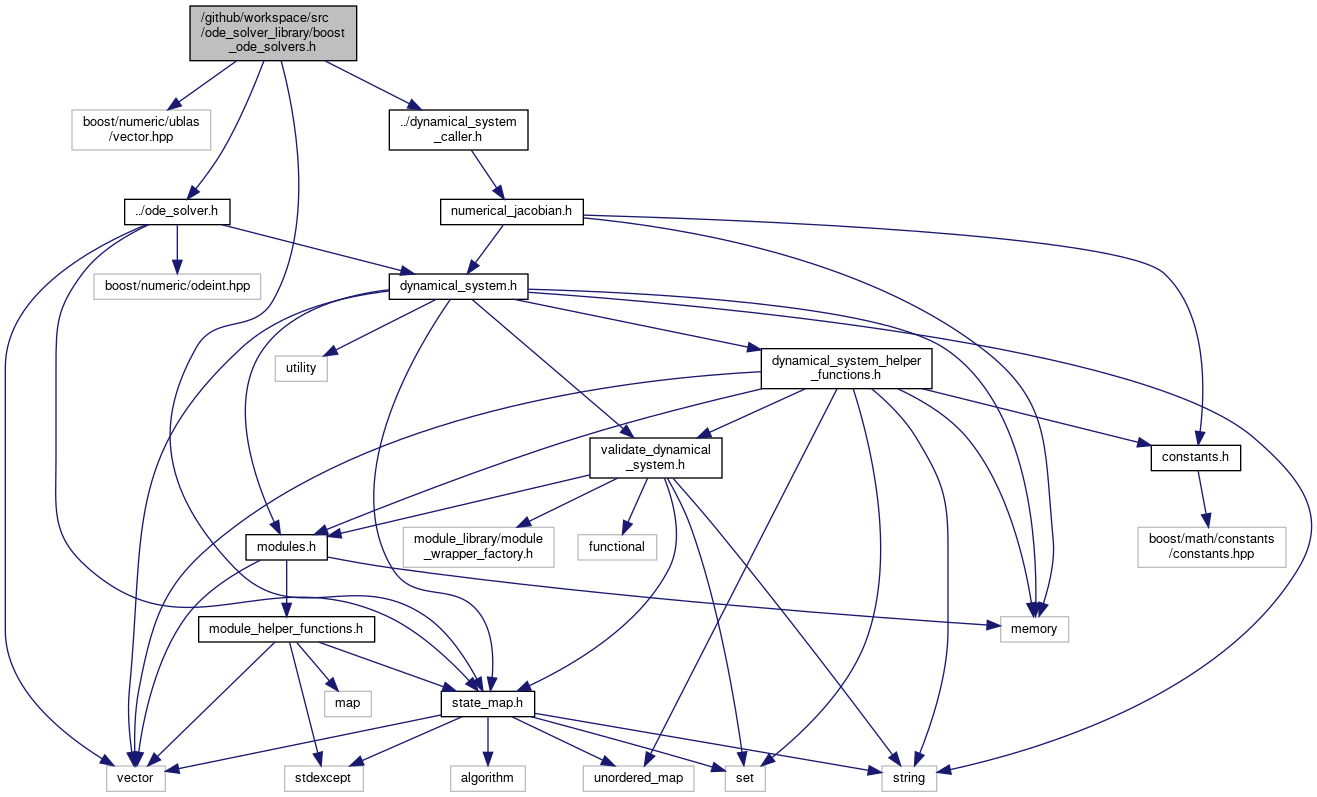 /github/workspace/src
/ode_solver_library/boost
_ode_solvers.h
boost/numeric/ublas
/vector.hpp
../dynamical_system
_caller.h
../ode_solver.h
numerical_jacobian.h
boost/numeric/odeint.hpp
dynamical_system.h
utility
dynamical_system_helper
_functions.h
validate_dynamical
_system.h
constants.h
modules.h
module_library/module
_wrapper_factory.h
functional
boost/math/constants
/constants.hpp
module_helper_functions.h
memory
map
state_map.h
vector
stdexcept
algorithm
unordered_map
set
string